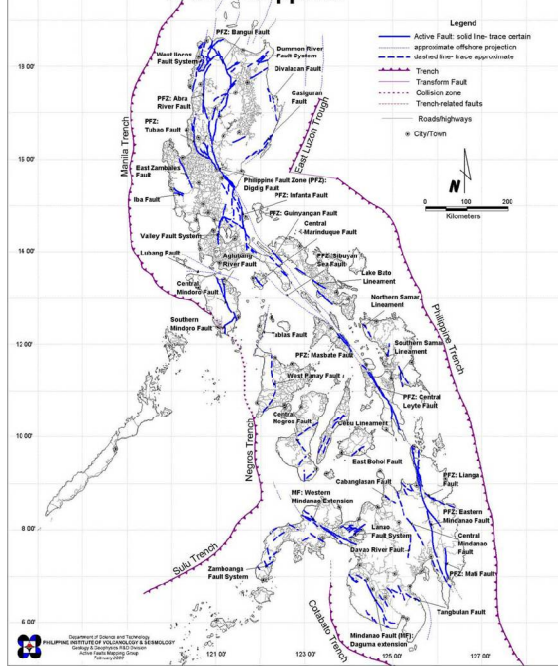 Legend
Active Fault: solid line- trace certain
approximate offshore projection
dashed line- trace approximate
Trench
Transform Fault
Collision zone
Trench-related faults
Roads/highways
City/Town
N
0 50 100 200
Kilometers
PFZ: Bangui Fault
West Ilocos
Fault System
Dummon River
Fault System
Divilacan Fault
Casiguran
Fault
PFZ: Abra
River Fault
PFZ:
Tubao Fault
East Zambales
Fault
Iba Fault
Manila Trench
East Luzon Trough
Philippine Fault Zone (PFZ):
Digdig Fault
PFZ: Infanta Fault
PFZ: Guinyangan Fault
Central
Marinduque Fault
Valley Fault System
Lubang Fault
Aglubang
River Fault
PFZ: Sibuyan
Sea Fault
Lake Bato
Lineament
Central
Mindoro Fault
Northern Samar
Lineament
Southern
Mindoro Fault
Tablas Fault
Southern Samar
Lineament
Philippine Trench
PFZ: Masbate Fault
West Panay Fault
PFZ: Central
Leyte Fault
Central
Negros Fault
Cebu Lineament
Negros Trench
East Bohol Fault
Cabanglasan Fault
PFZ: Lianga
Fault
MF: Western
Mindanao Extension
PFZ: Eastern
Mindanao Fault
Lanao
Fault System
Central
Mindanao
Fault
Davao River Fault
Sulu Trench
Zamboanga
Fault System
PFZ: Mati Fault
Tangbulan Fault
Cotabato Trench
Mindanao Fault (MF):
Daguma extension
18 00'
16 00'
14 00'
12 00'
10 00'
8 00'
6 00'
121 00'
123 00'
125 00'
127 00'
Department of Science and Technology
PHILIPPINE INSTITUTE OF VOLCANOLOGY & SEISMOLOGY
Geology & Geophysics R&D Division
Active Faults Mapping Group